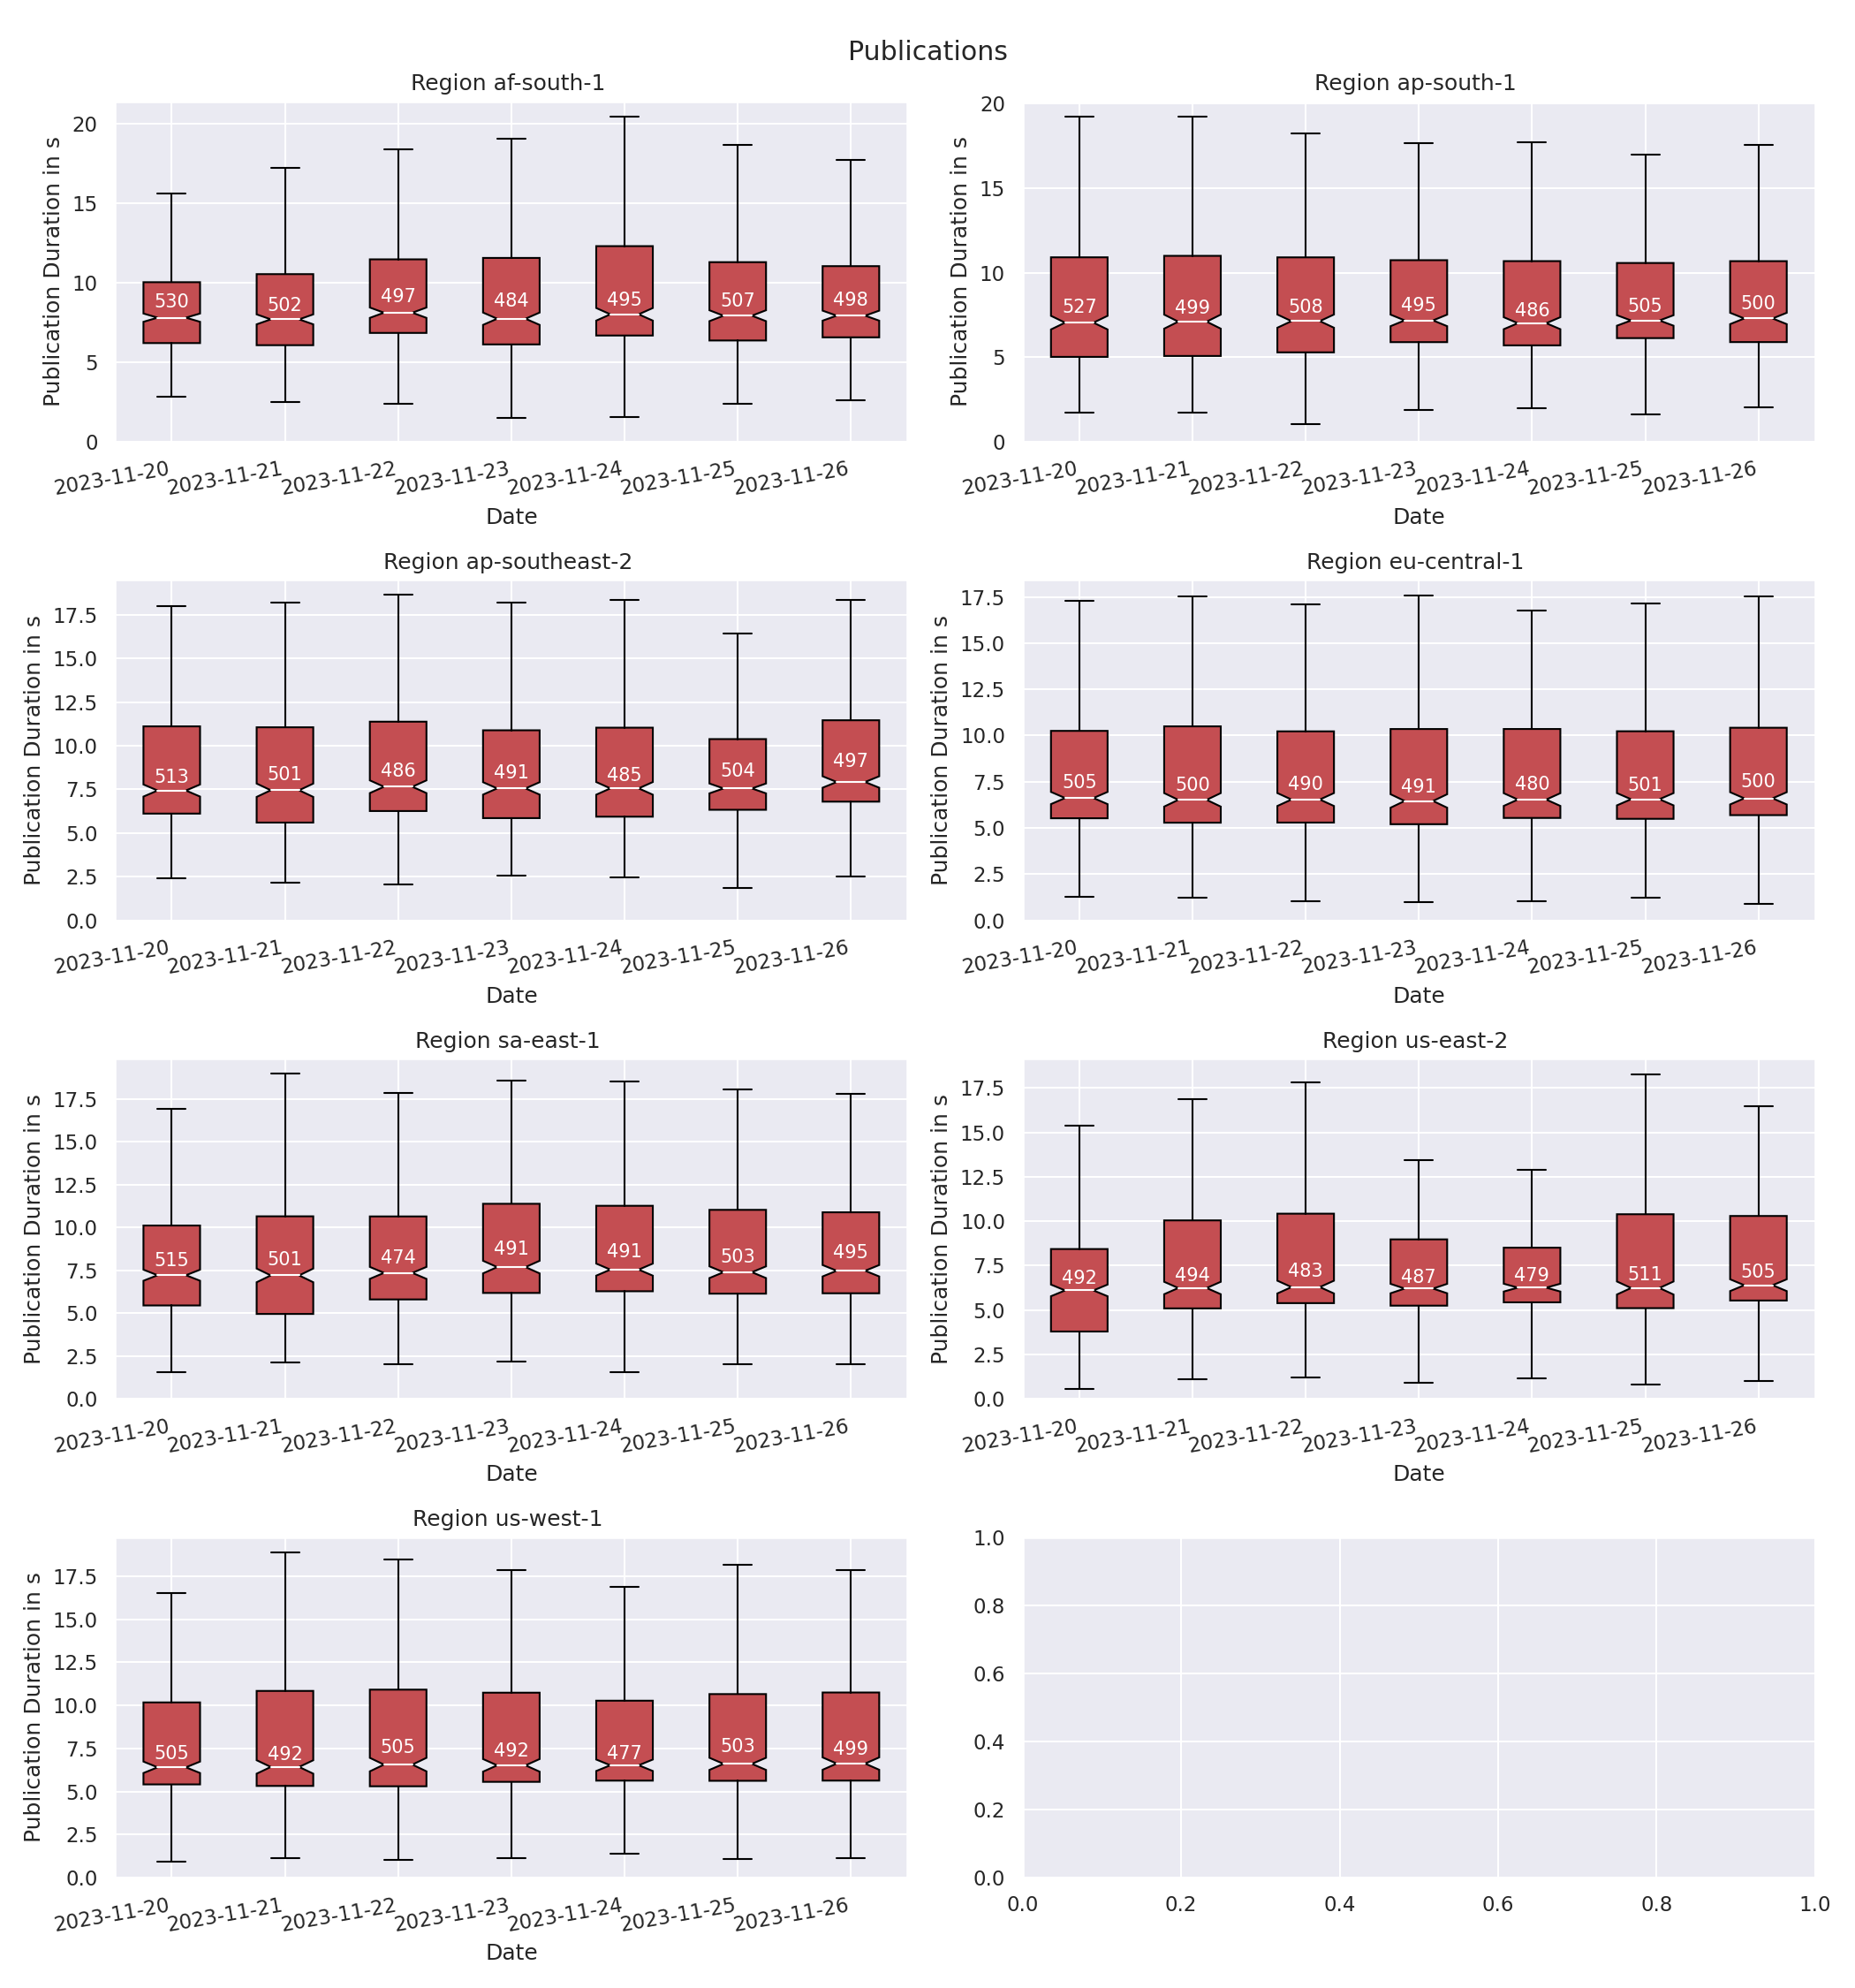 Publications
Region af-south-1
Publication Duration in s
20
15
10
5
0
530 502 497 484 495 507 498
2023-11-20 2023-11-21 2023-11-22 2023-11-23 2023-11-24 2023-11-25 2023-11-26
Date
Region ap-south-1
Publication Duration in s
20
15
10
5
0
527 499 508 495 486 505 500
2023-11-20 2023-11-21 2023-11-22 2023-11-23 2023-11-24 2023-11-25 2023-11-26
Date
Region ap-southeast-2
Publication Duration in s
17.5
15.0
12.5
10.0
7.5
5.0
2.5
0.0
513 501 486 491 485 504 497
2023-11-20 2023-11-21 2023-11-22 2023-11-23 2023-11-24 2023-11-25 2023-11-26
Date
Region eu-central-1
Publication Duration in s
17.5
15.0
12.5
10.0
7.5
5.0
2.5
0.0
505 500 490 491 480 501 500
2023-11-20 2023-11-21 2023-11-22 2023-11-23 2023-11-24 2023-11-25 2023-11-26
Date
Region sa-east-1
Publication Duration in s
17.5
15.0
12.5
10.0
7.5
5.0
2.5
0.0
515 501 474 491 491 503 495
2023-11-20 2023-11-21 2023-11-22 2023-11-23 2023-11-24 2023-11-25 2023-11-26
Date
Region us-east-2
Publication Duration in s
17.5
15.0
12.5
10.0
7.5
5.0
2.5
0.0
492 494 483 487 479 511 505
2023-11-20 2023-11-21 2023-11-22 2023-11-23 2023-11-24 2023-11-25 2023-11-26
Date
Region us-west-1
Publication Duration in s
17.5
15.0
12.5
10.0
7.5
5.0
2.5
0.0
505 492 505 492 477 503 499
2023-11-20 2023-11-21 2023-11-22 2023-11-23 2023-11-24 2023-11-25 2023-11-26
Date
1.0
0.8
0.6
0.4
0.2
0.0
0.0 0.2 0.4 0.6 0.8 1.0